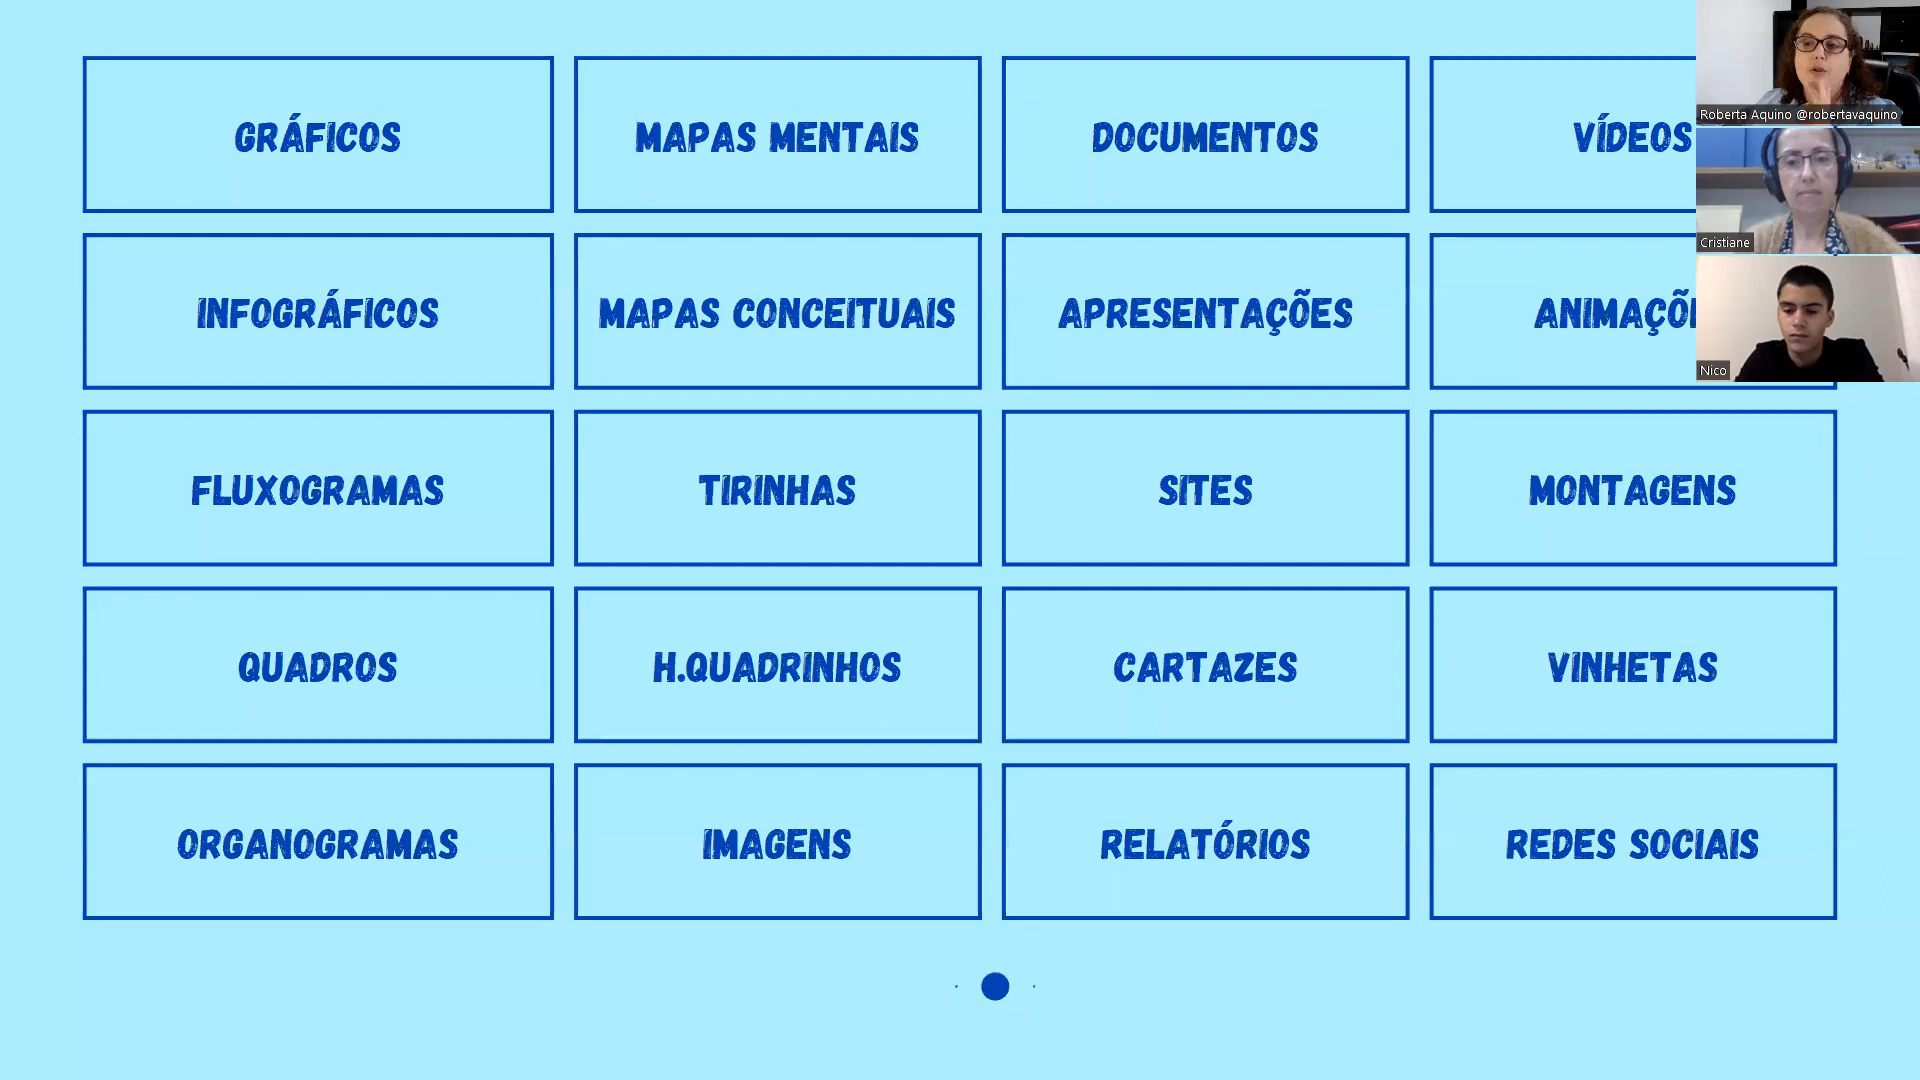 GRÁFICOS
MAPAS MENTAIS
DOCUMENTOS
VÍDEOS
INFOGRÁFICOS
MAPAS CONCEITUAIS
APRESENTAÇÕES
FLUXOGRAMAS
TIRINHAS
SITES
MONTAGENS
QUADROS
H.QUADRINHOS
CARTAZES
VINHETAS
ORGANOGRAMAS
IMAGENS
RELATÓRIOS
REDES SOCIAIS
Roberta Aquino @robertavaquino
Cristiane
Nico